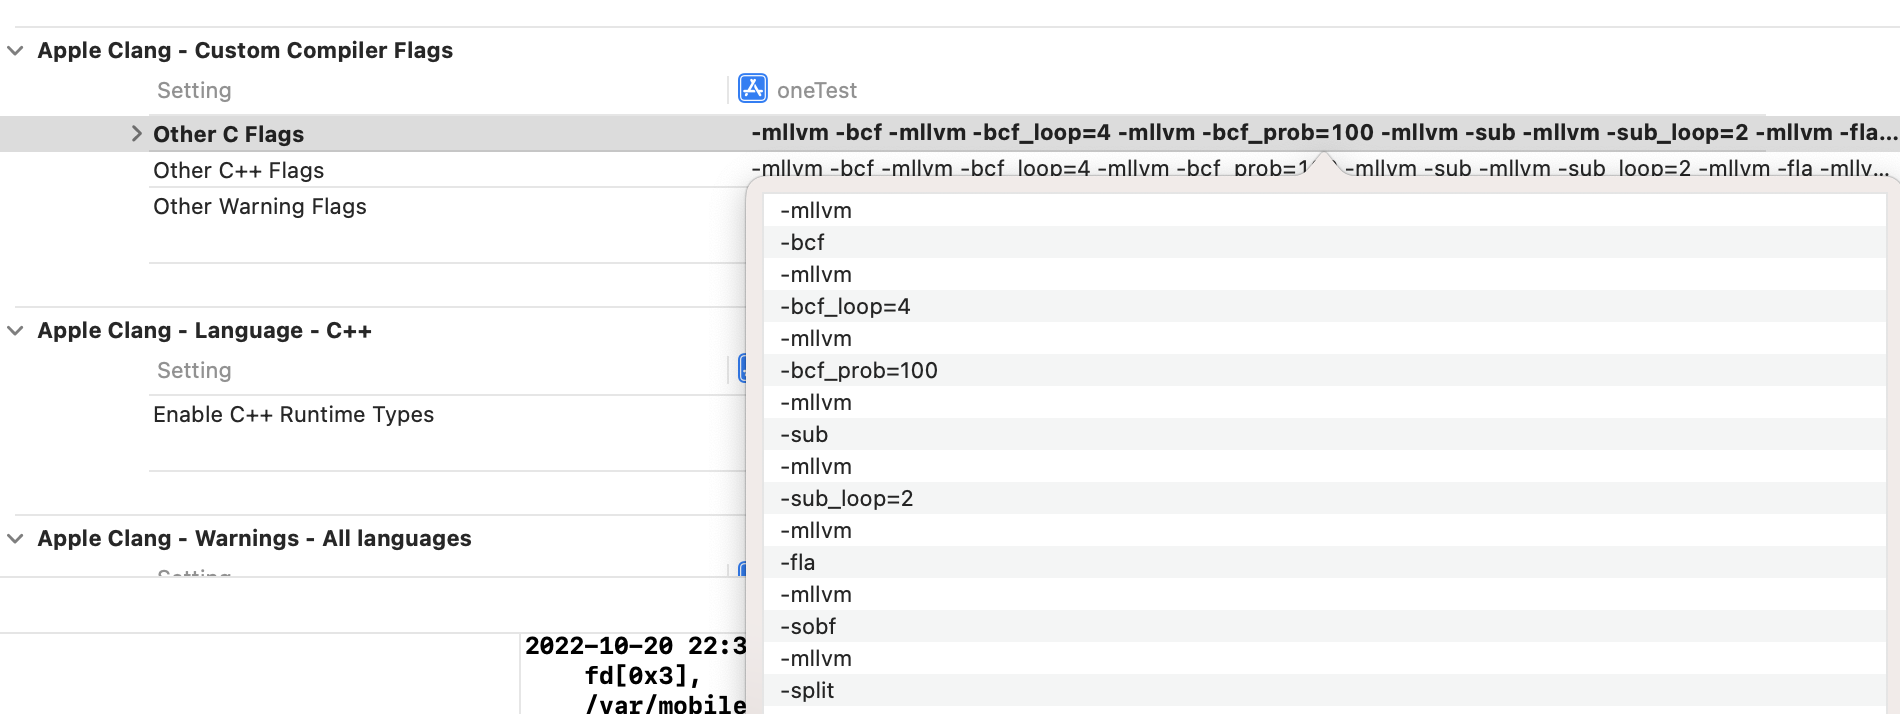 Apple Clang - Custom Compiler Flags
Setting
oneTest
Other C Flags
-mllvm -bcf -mllvm -bcf_loop=4 -mllvm -bcf_prob=100 -mllvm -sub -mllvm -sub_loop=2 -mllvm -fla...
Other C++ Flags
-mllvm -bcf -mllvm -bcf_loop=4 -mllvm -bcf_prob=1 -mllvm -sub -mllvm -sub_loop=2 -mllvm -fla -mllv...
Other Warning Flags
-mllvm
-bcf
-mllvm
-bcf_loop=4
-mllvm
-bcf_prob=100
-mllvm
-sub
-mllvm
-sub_loop=2
-mllvm
-fla
-mllvm
-sobf
-mllvm
-split
Apple Clang - Language - C++
Setting
Enable C++ Runtime Types
Apple Clang - Warnings - All languages
Setting
2022-10-20 22:3
fd[0x3],
/var/mobile